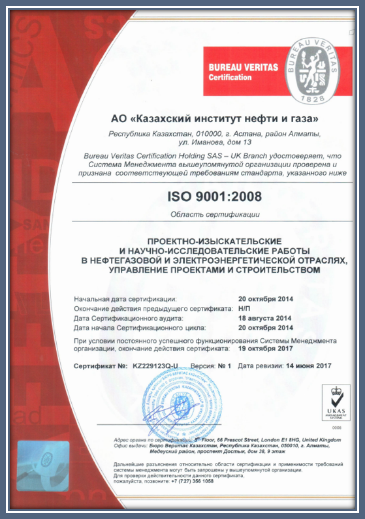 BUREAU VERITAS
Certification
BUREAU VERITAS
1828
АО «Казахский институт нефти и газа»
Республика Казахстан, 010000, г. Астана, район Алматы,
ул. Иманова, дом 13
Bureau Veritas Certification Holding SAS – UK Branch удостоверяет, что
Система Менеджмента вышеупомянутой организации проверена и
признана соответствующей требованиям стандарта, указанного ниже
ISO 9001:2008
Область сертификации
ПРОЕКТНО-ИЗЫСКАТЕЛЬСКИЕ
И НАУЧНО-ИССЛЕДОВАТЕЛЬСКИЕ РАБОТЫ
В НЕФТЕГАЗОВОЙ И ЭЛЕКТРОЭНЕРГЕТИЧЕСКОЙ ОТРАСЛЯХ,
УПРАВЛЕНИЕ ПРОЕКТАМИ И СТРОИТЕЛЬСТВОМ
Начальная дата сертификации: 20 октября 2014
Окончание действия предыдущего сертификата: Н/П
Дата Сертификационного аудита: 18 августа 2014
Дата начала Сертификационного цикла: 20 октября 2014
При условии постоянного успешного функционирования Системы Менеджмента
организации, окончание действия сертификата: 19 октября 2017
Сертификат №: KZ229123Q-U Версия: № 1 Дата ревизии: 14 июня 2017
UKAS
0008
Адрес органа по сертификации: 5th Floor, 66 Prescot Street, London E1 8HG, United Kingdom
Офис выдачи: Бюро Веритас Казахстан, Республика Казахстан, 050010, г. Алматы,
Медеуский район, проспект Достык, дом 38, 9 этаж
Дальнейшие разъяснения относительно области сертификации и применимости требований
системы менеджмента могут быть запрошены у вышеупомянутой организации
Для проверки действительности данного сертификата,
пожалуйста, позвоните: +7 (727)